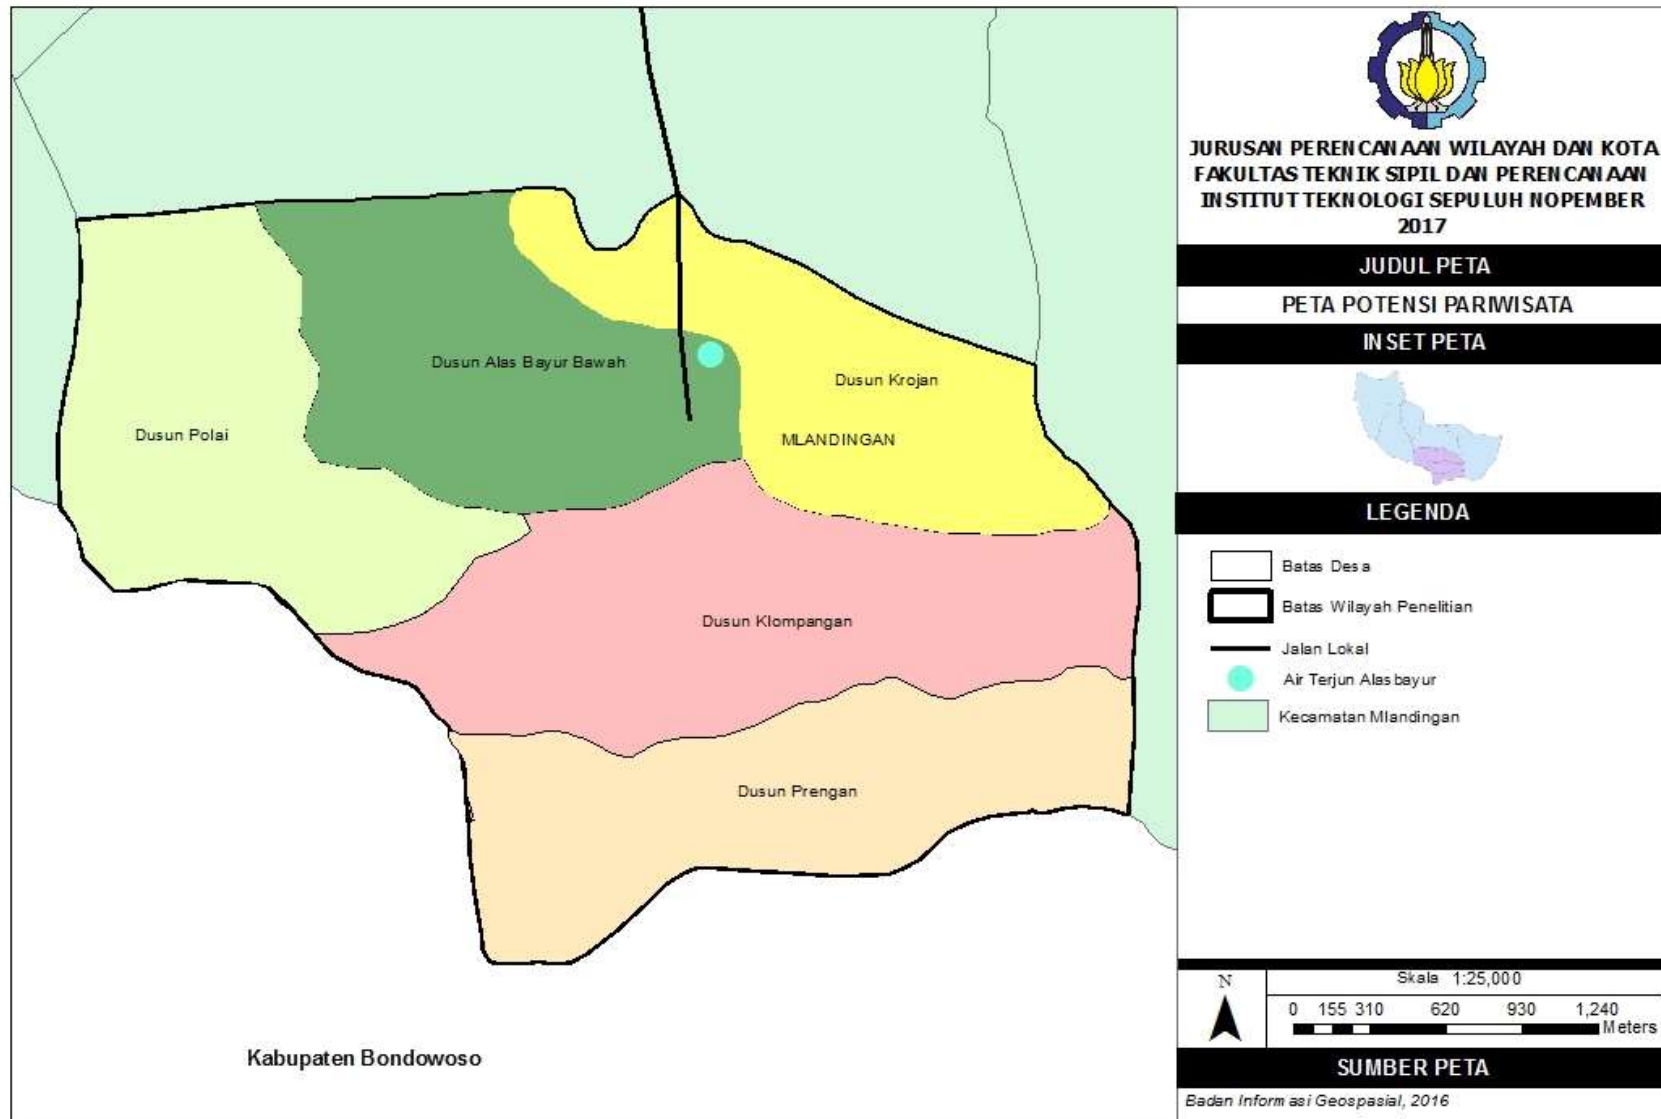 Dusun Alas Bayur Bawah
Dusun Krojan
Dusun Polai
MLANDINGAN
Dusun Klompangan
Dusun Prengan
Kabupaten Bondowoso
JURUSAN PERENCANAAN WILAYAH DAN KOTA
FAKULTAS TEKNIK SIPIL DAN PERENCANAAN
INSTITUT TEKNOLOGI SEPULUH NOPEMBER
2017
JUDUL PETA
PETA POTENSI PARIWISATA
INSET PETA
LEGENDA
Batas Desa
Batas Wilayah Penelitian
Jalan Lokal
Air Terjun Alasbayur
Kecamatan Mlandingan
N
Skala 1:25,000
0 155 310 620 930 1,240
Meters
SUMBER PETA
Badan Informasi Geospasial, 2016